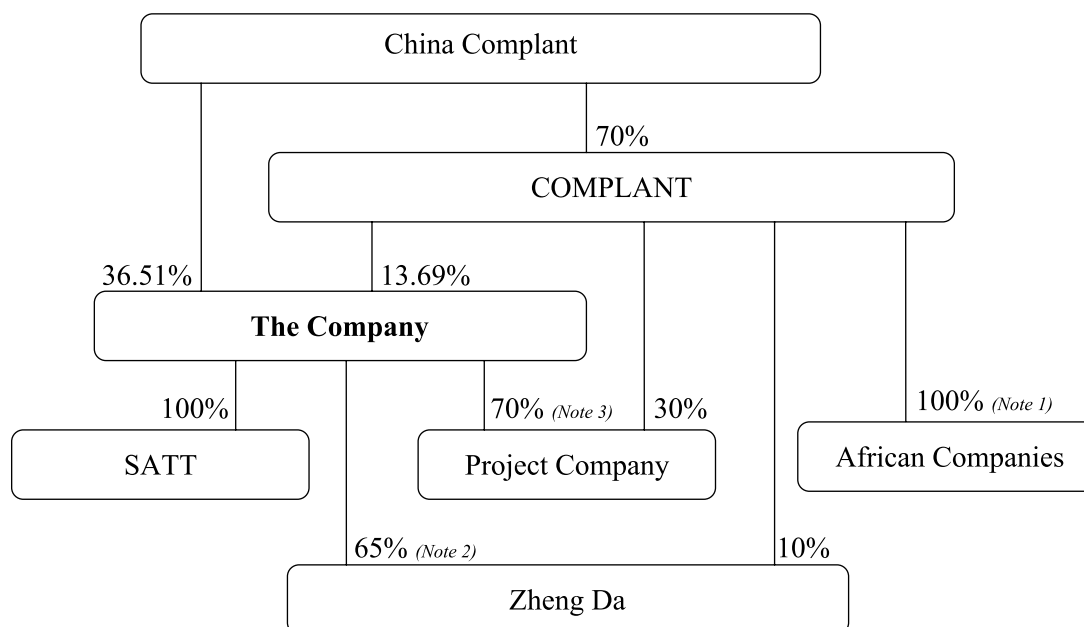 China Complant
70%
COMPLANT
36.51%
13.69%
The Company
100%
70% (Note 3)
30%
100% (Note 1)
SATT
Project Company
African Companies
65% (Note 2)
10%
Zheng Da